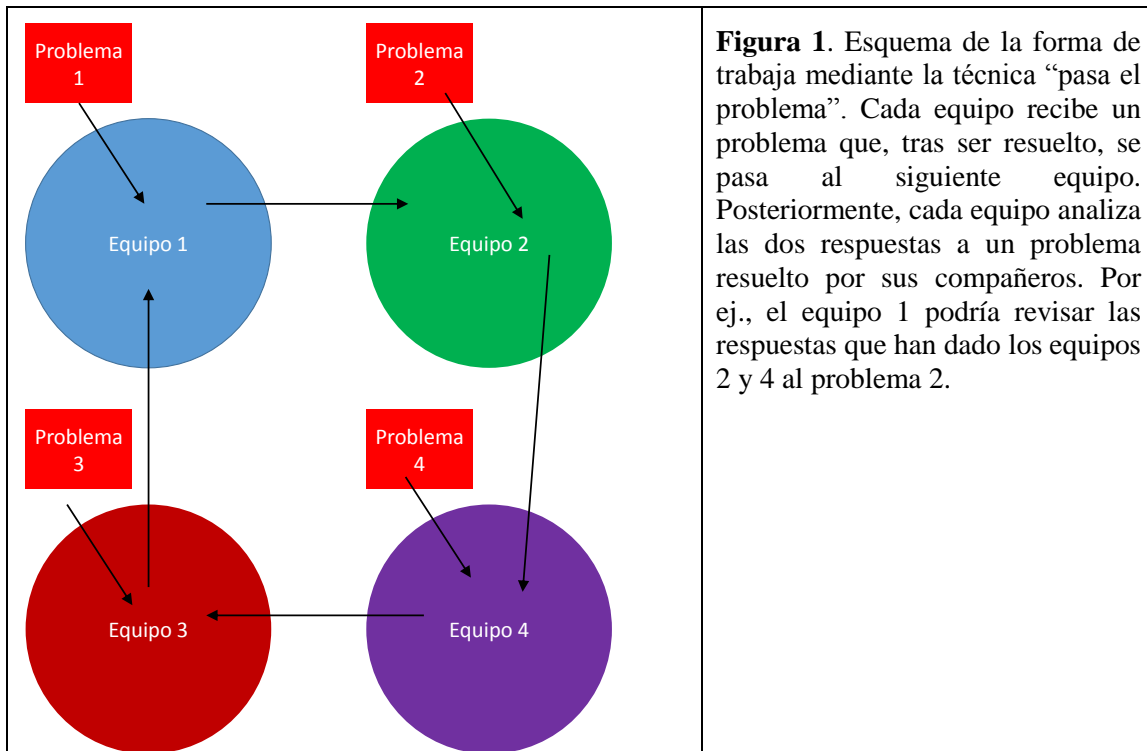 Problema
1
Problema
2
Equipo 1
Equipo 2
Problema
3
Problema
4
Equipo 3
Equipo 4
Figura 1. Esquema de la forma de
trabaja mediante la técnica “pasa el
problema”. Cada equipo recibe un
problema que, tras ser resuelto, se
pasa al siguiente equipo.
Posteriormente, cada equipo analiza
las dos respuestas a un problema
resuelto por sus compañeros. Por
ej., el equipo 1 podría revisar las
respuestas que han dado los equipos
2 y 4 al problema 2.